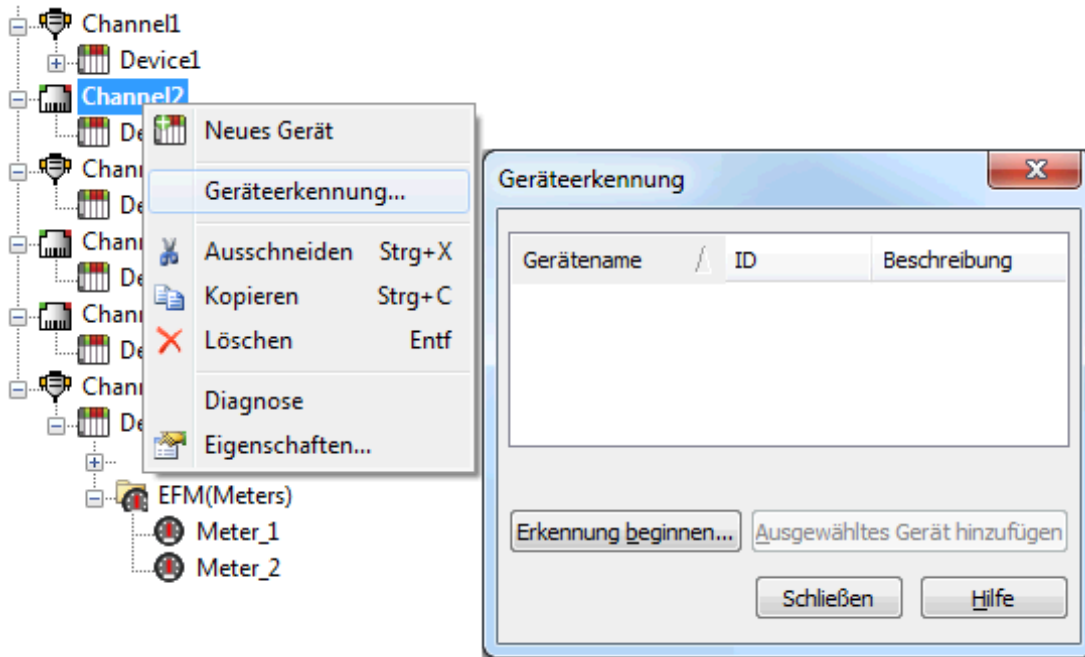 Channel1
Device1
Channel2
Neues Gerät
Geräteerkennung...
Ausschneiden Strg+X
Kopieren Strg+C
Löschen Entf
Diagnose
Eigenschaften...
EFM(Meters)
Meter_1
Meter_2
Geräteerkennung
Gerätename ID Beschreibung
Erkennung beginnen... Ausgewähltes Gerät hinzufügen
Schließen Hilfe